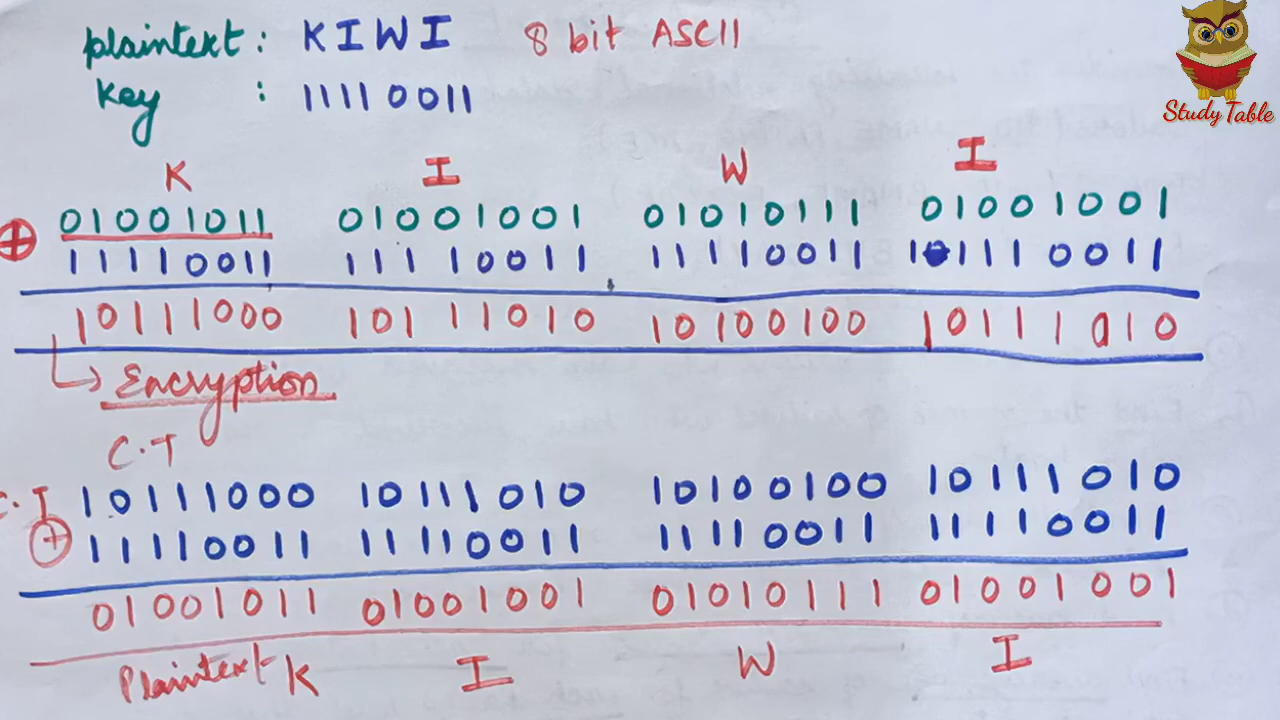 plaintext: KIWI 8 bit ASCII
Key : 11110011
Study Table
K I W I
⊕ 01001011 01001001 01010111 01001001
11110011 11110011 11110011 11110011
10111000 10111010 10100100 10111010
↳ Encryption
C.T
C.T 10111000 10111010 10100100 10111010
⊕ 11110011 11110011 11110011 11110011
01001011 01001001 01010111 01001001
Plaintext K I W I